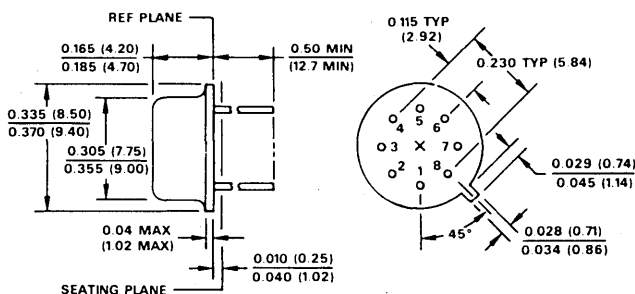 REF PLANE
0.165 (4.20)
0.185 (4.70)
0.50 MIN
(12.7 MIN)
0.335 (8.50)
0.370 (9.40)
0.305 (7.75)
0.355 (9.00)
0.04 MAX
(1.02 MAX)
0.010 (0.25)
0.040 (1.02)
SEATING PLANE
0.115 TYP
(2.92)
0.230 TYP (5.84)
5
4
6
3
7
2
8
1
0.029 (0.74)
0.045 (1.14)
45°
0.028 (0.71)
0.034 (0.86)